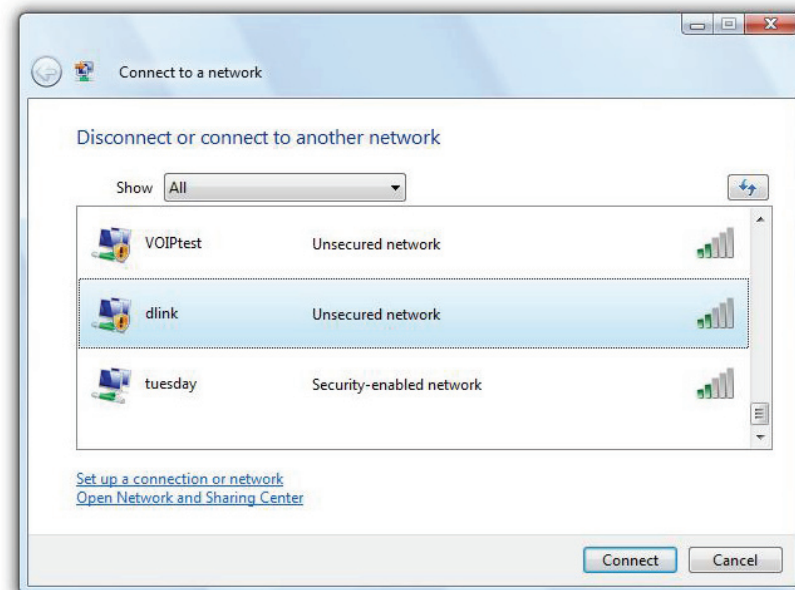 Connect to a network
Disconnect or connect to another network
Show All
VOIPtest Unsecured network
dlink Unsecured network
tuesday Security-enabled network
Set up a connection or network
Open Network and Sharing Center
Connect Cancel